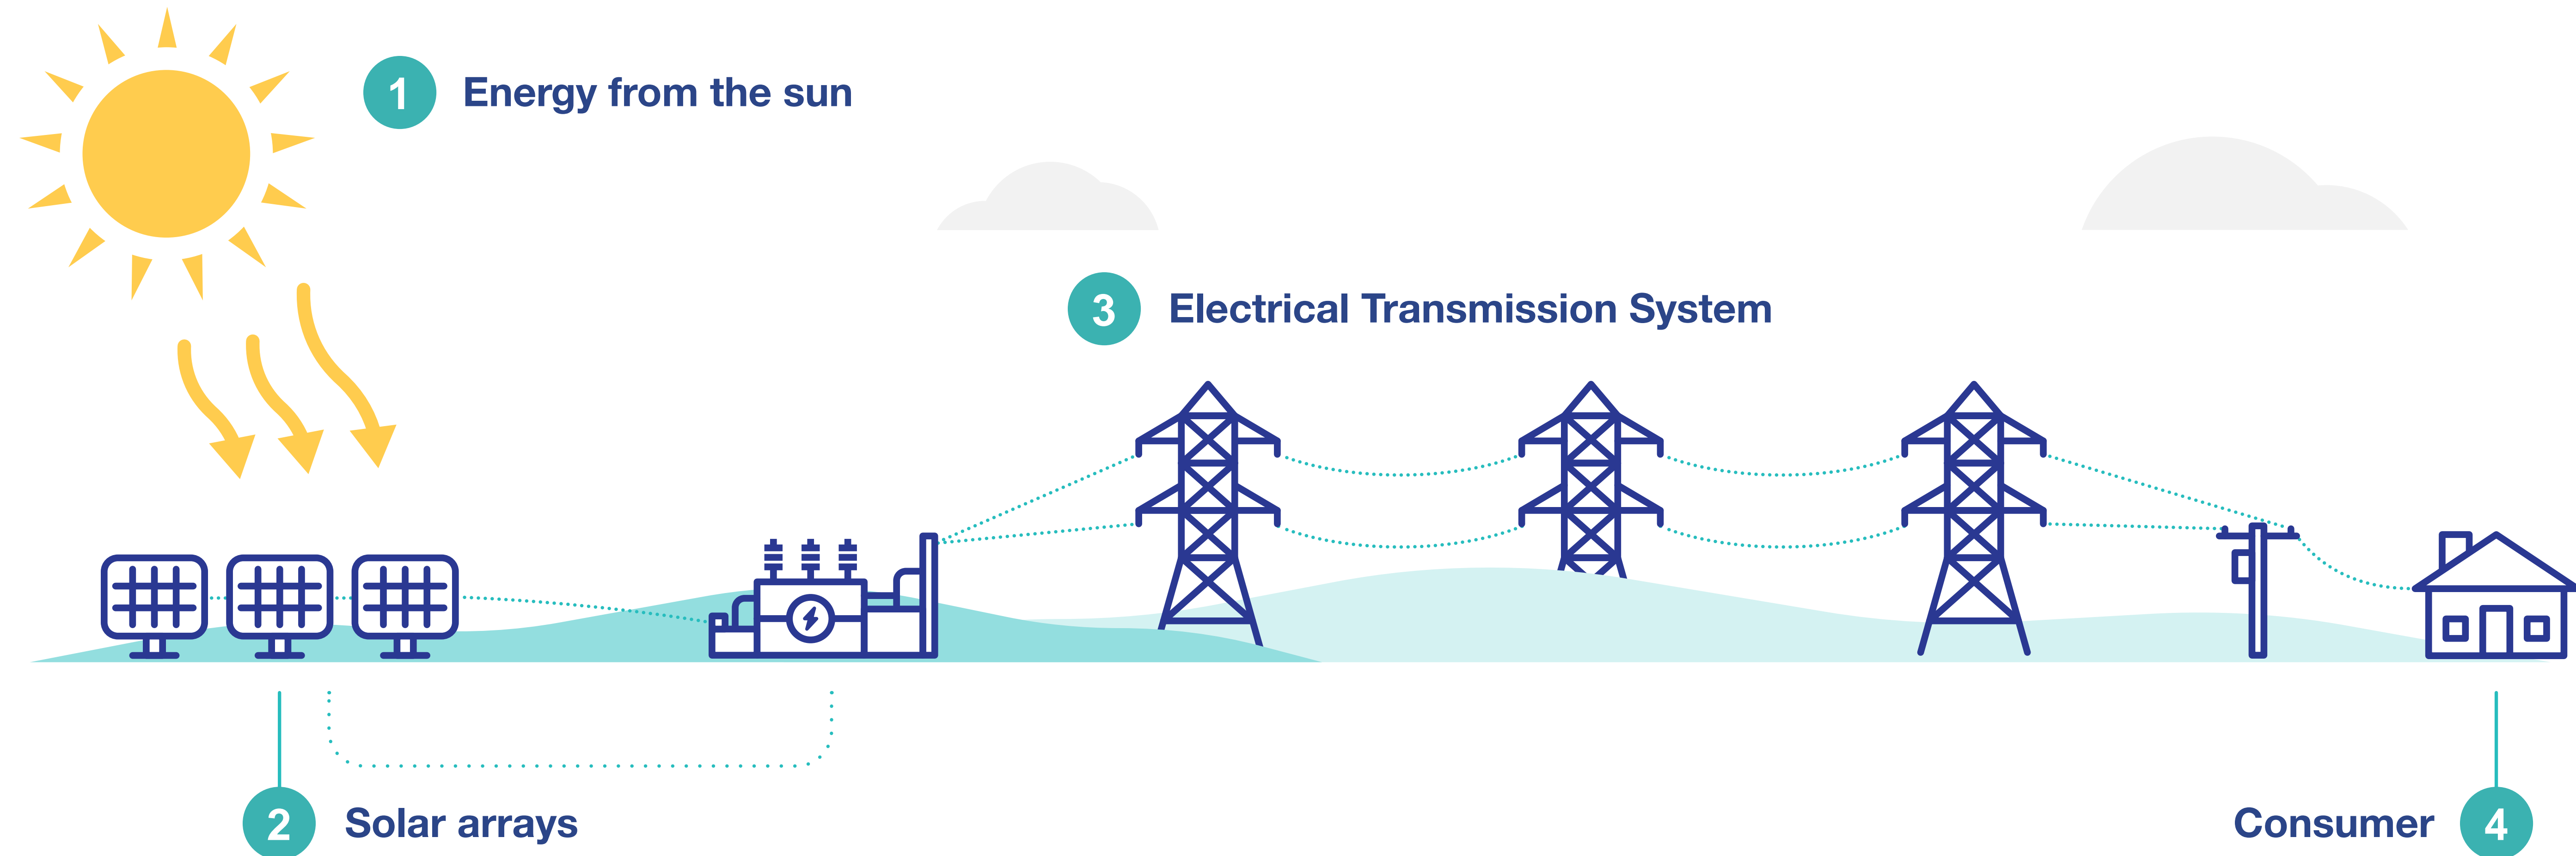 1 Energy from the sun
3 Electrical Transmission System
2 Solar arrays
Consumer 4